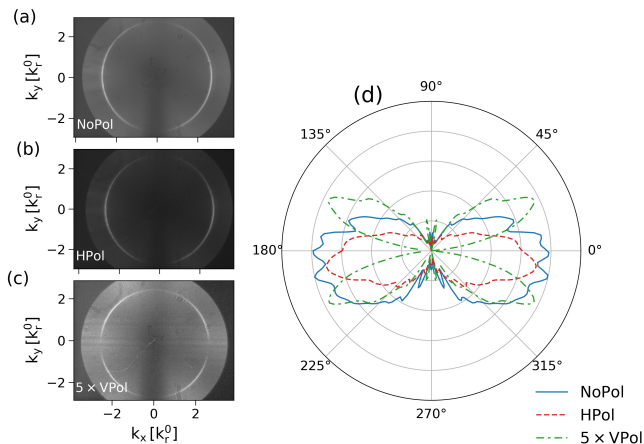 (a)
2
0
−2
k_y [k_r^0]
NoPol
(b)
2
0
−2
k_y [k_r^0]
HPol
(c)
2
0
−2
k_y [k_r^0]
5 × VPol
−2 0 2
k_x [k_r^0]
(d)
90°
135° 45°
180° 0°
225° 315°
270°
NoPol
HPol
5 × VPol